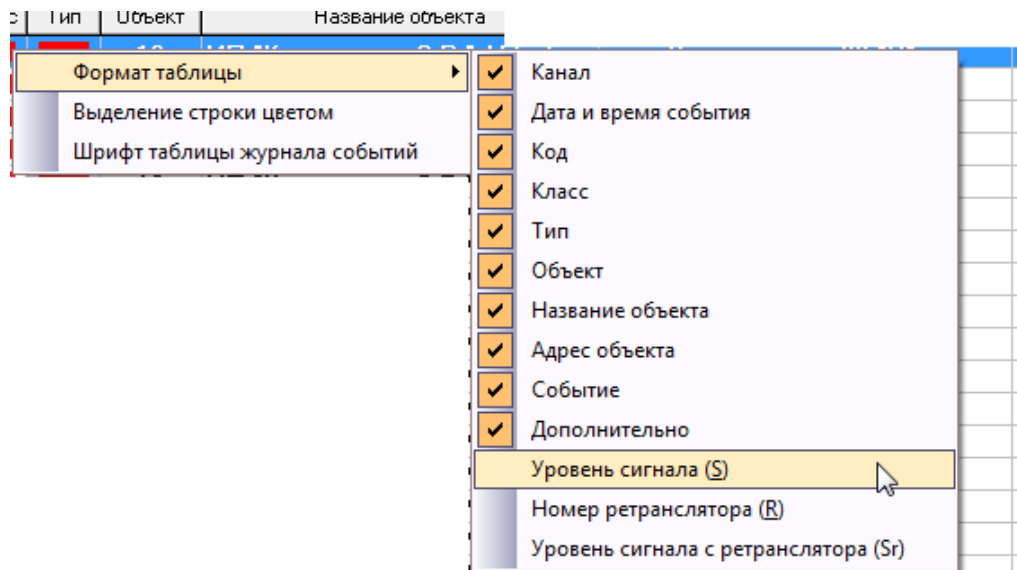 с Тип Объект Название объекта
Формат таблицы
Выделение строки цветом
Шрифт таблицы журнала событий
Канал
Дата и время события
Код
Класс
Тип
Объект
Название объекта
Адрес объекта
Событие
Дополнительно
Уровень сигнала (S)
Номер ретранслятора (R)
Уровень сигнала с ретранслятора (Sr)